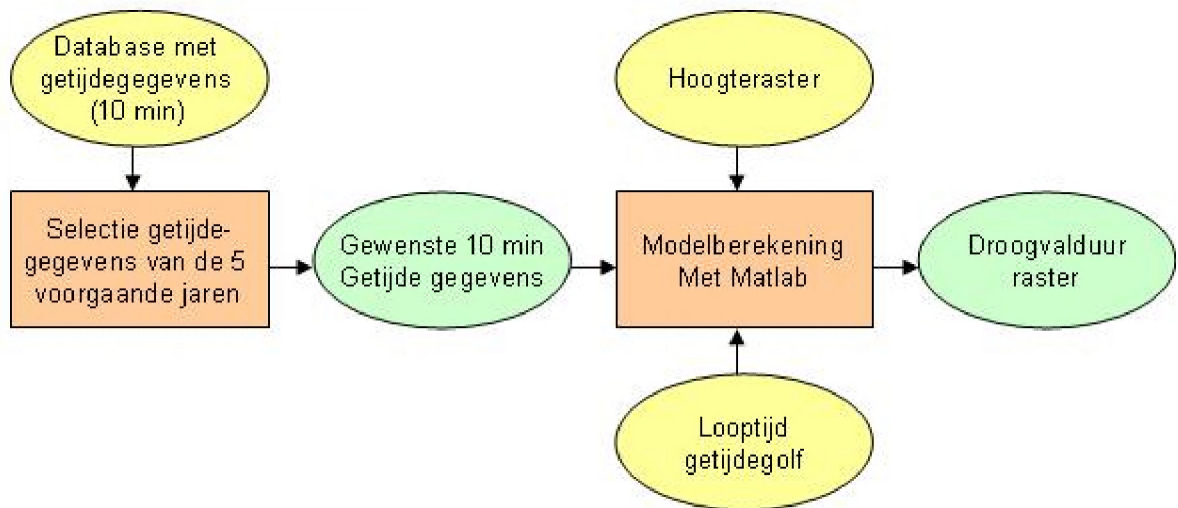 Database met
getijdegegevens
(10 min)
Hoogteraster
Selectie getijde-
gegevens van de 5
voorgaande jaren
Gewenste 10 min
Getijde gegevens
Modelberekening
Met Matlab
Droogvalduur
raster
Looptijd
getijdegolf